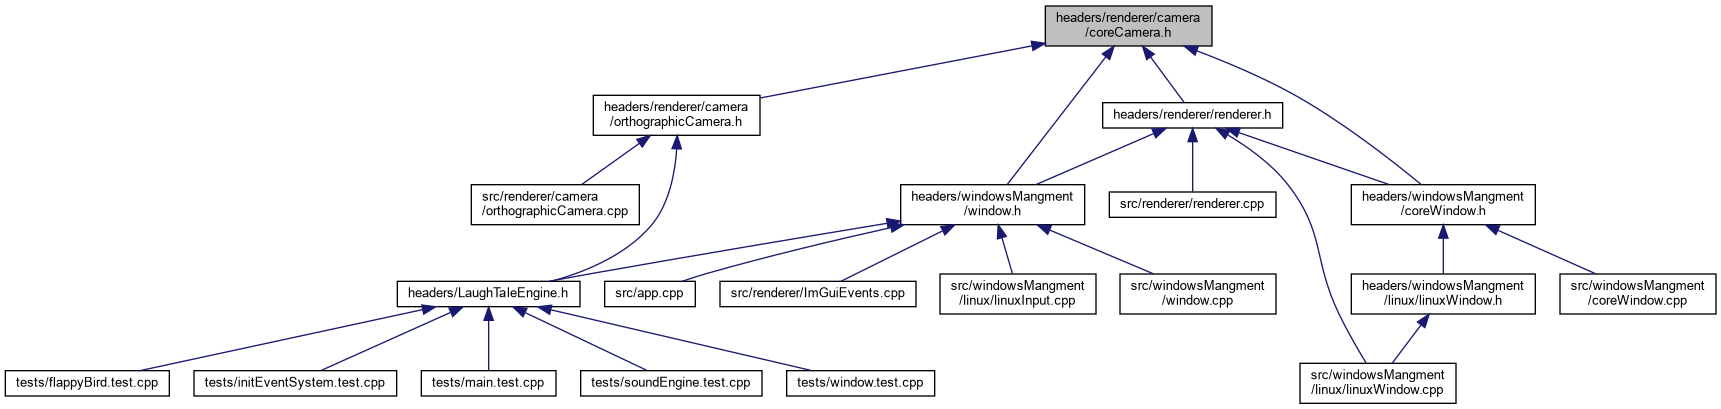 headers/renderer/camera
/coreCamera.h
headers/renderer/camera
/orthographicCamera.h
headers/renderer/renderer.h
src/renderer/camera
/orthographicCamera.cpp
headers/windowsMangment
/window.h
src/renderer/renderer.cpp
headers/windowsMangment
/coreWindow.h
headers/LaughTaleEngine.h
src/app.cpp
src/renderer/ImGuiEvents.cpp
src/windowsMangment
/linux/linuxInput.cpp
src/windowsMangment
/window.cpp
headers/windowsMangment
/linux/linuxWindow.h
src/windowsMangment
/coreWindow.cpp
tests/flappyBird.test.cpp
tests/initEventSystem.test.cpp
tests/main.test.cpp
tests/soundEngine.test.cpp
tests/window.test.cpp
src/windowsMangment
/linux/linuxWindow.cpp